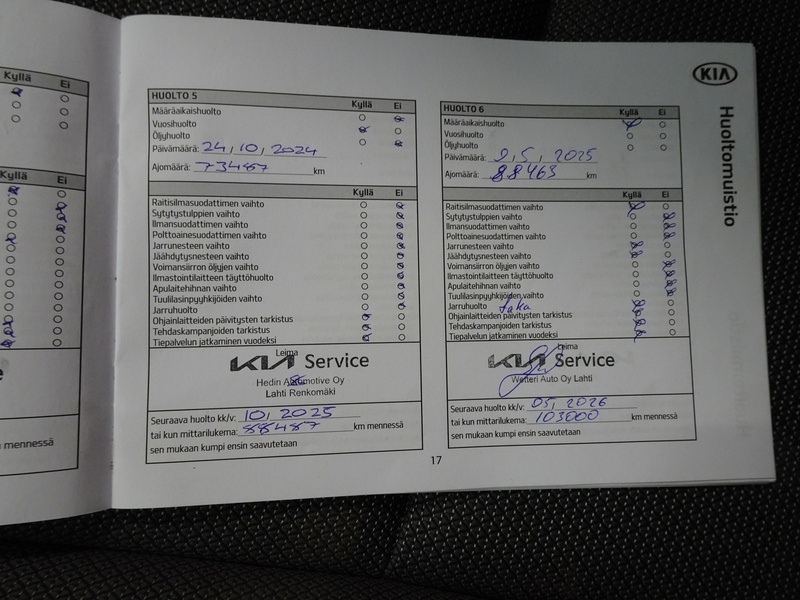 Kyllä Ei
Kyllä Ei
mennessä
HUOLTO 5
Kyllä Ei
Määräaikaishuolto
Vuosihuolto
Öljyhuolto
Päivämäärä: 24, 10, 2024
Ajomäärä: 73487 km
Kyllä Ei
Raitisilmasuodattimen vaihto
Sytytystulppien vaihto
Ilmansuodattimen vaihto
Polttoainesuodattimen vaihto
Jarrunesteen vaihto
Jäähdytysnesteen vaihto
Voimansiirron öljyjen vaihto
Ilmastointilaitteen täyttöhuolto
Apulaitehihnan vaihto
Tuulilasinpyyhkijöiden vaihto
Jarruhuolto
Ohjainlaitteiden päivitysten tarkistus
Tehdaskampanjoiden tarkistus
Tiepalvelun jatkaminen vuodeksi
Leima
KIA Service
Hedin Automotive Oy
Lahti Renkomäki
Seuraava huolto kk/v: 10, 2025
tai kun mittarilukema: 88487 km mennessä
sen mukaan kumpi ensin saavutetaan
HUOLTO 6
Kyllä Ei
Määräaikaishuolto
Vuosihuolto
Öljyhuolto
Päivämäärä: 9, 5, 2025
Ajomäärä: 88463 km
Kyllä Ei
Raitisilmasuodattimen vaihto
Sytytystulppien vaihto
Ilmansuodattimen vaihto
Polttoainesuodattimen vaihto
Jarrunesteen vaihto
Jäähdytysnesteen vaihto
Voimansiirron öljyjen vaihto
Ilmastointilaitteen täyttöhuolto
Apulaitehihnan vaihto
Tuulilasinpyyhkijöiden vaihto
Jarruhuolto taka
Ohjainlaitteiden päivitysten tarkistus
Tehdaskampanjoiden tarkistus
Tiepalvelun jatkaminen vuodeksi
Leima
KIA Service
Wetteri Auto Oy Lahti
Seuraava huolto kk/v: 05, 2026
tai kun mittarilukema: 103000 km mennessä
sen mukaan kumpi ensin saavutetaan
KIA
Huoltomuistio
17